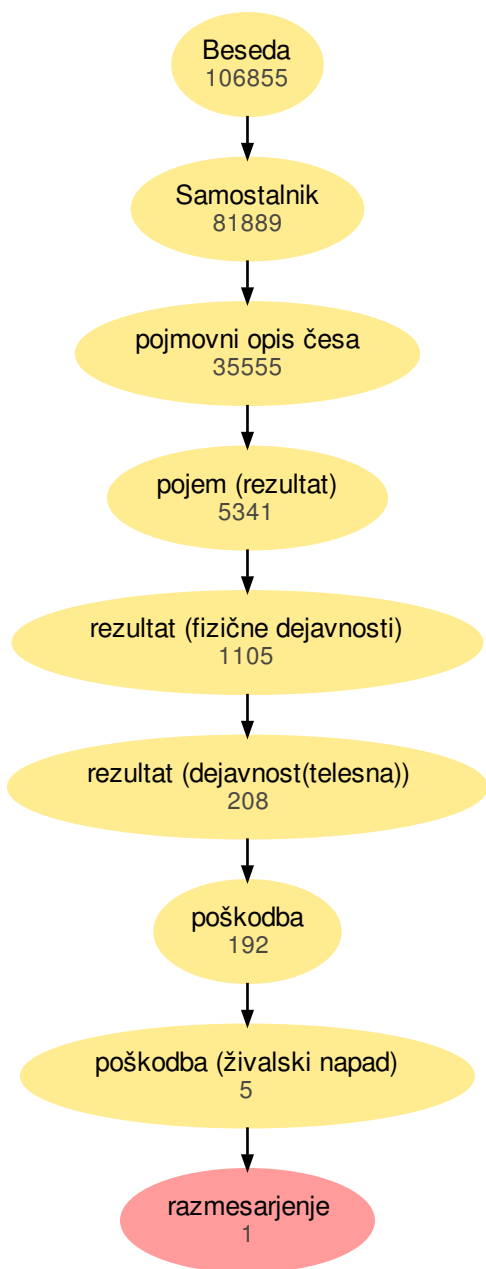 Beseda
106855
Samostalnik
81889
pojmovni opis česa
35555
pojem (rezultat)
5341
rezultat (fizične dejavnosti)
1105
rezultat (dejavnost(telesna))
208
poškodba
192
poškodba (živalski napad)
5
razmesarjenje
1